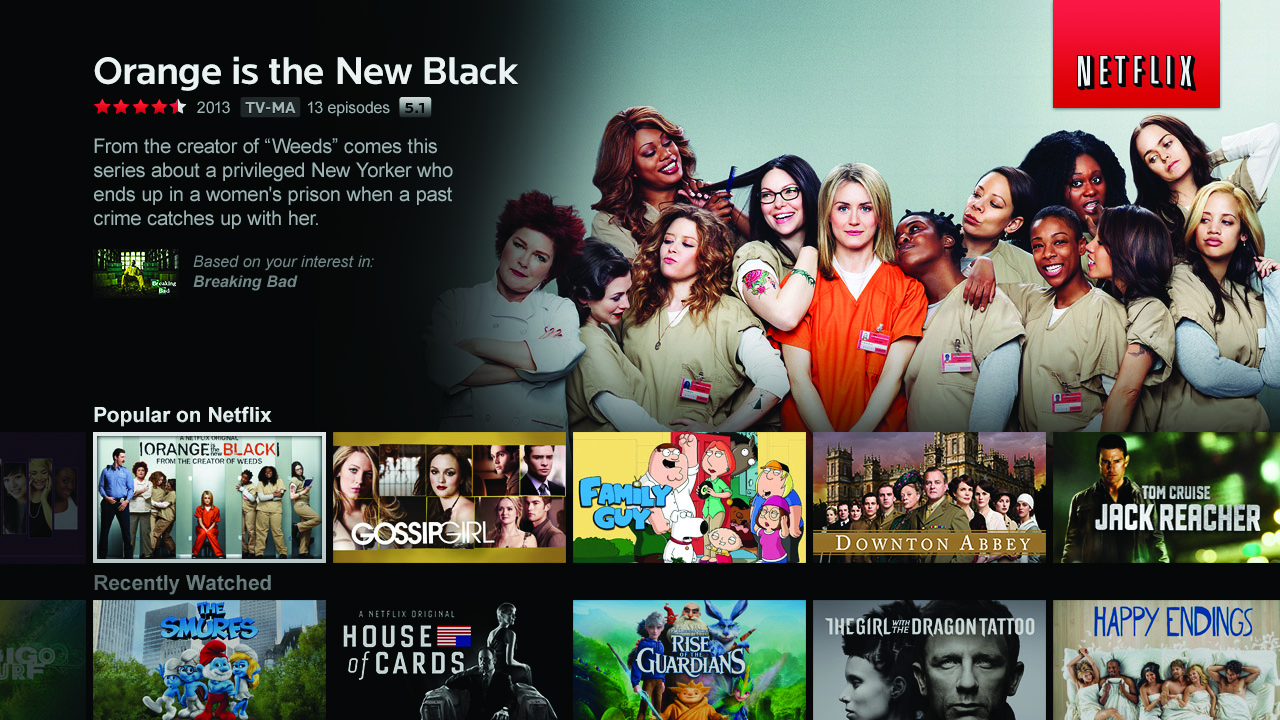 Orange is the New Black
NETFLIX
2013 TV-MA 13 episodes 5.1
From the creator of “Weeds” comes this
series about a privileged New Yorker who
ends up in a women's prison when a past
crime catches up with her.
Breaking
Bad
Based on your interest in:
Breaking Bad
Popular on Netflix
A NETFLIX ORIGINAL
ORANGE is the new BLACK
FROM THE CREATOR OF WEEDS
GOSSIPGIRL
FAMILY
GUY
DOWNTON ABBEY
TOM CRUISE
JACK REACHER
Recently Watched
THE
SMURFS
A NETFLIX ORIGINAL
HOUSE
of CARDS
RISE
OF THE
GUARDIANS
THE GIRL WITH THE DRAGON TATTOO
HAPPY ENDINGS